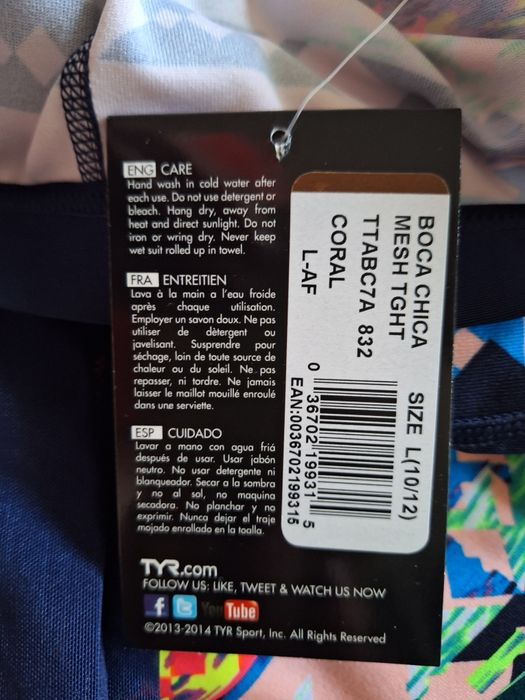 ENG CARE
Hand wash in cold water after
each use. Do not use detergent or
bleach. Hang dry, away from
heat and direct sunlight. Do not
iron or wring dry. Never keep
wet suit rolled up in towel.
FRA ENTRETIEN
Lava à la main a l'eau froide
après chaque utilisation.
Employer un savon doux. Ne pas
utiliser de dètergent ou
javelisant. Suspendre pour
séchage, loin de toute source de
chaleur ou du soleil. Ne pas
repasser, ni tordre. Ne jamais
laisser le maillot mouillé enroulé
dans une serviette.
ESP CUIDADO
Lavar a mano con agua friá
después de usar. Usar jabón
neutro. No usar detergente ni
blanqueador. Secar a la sombra
y no al sol, no maquina
secadora. No planchar y no
exprimir. Nunca dejar el traje
mojado enrollado en la toalla.
TYR.com
FOLLOW US: LIKE, TWEET & WATCH US NOW
f t YouTube
©2013-2014 TYR Sport, Inc. All Rights Reserved
BOCA CHICA
MESH TGHT
TTABC7A 832
CORAL
L-AF
SIZE L(10/12)
0 36702 19931 5
EAN:0036702199315